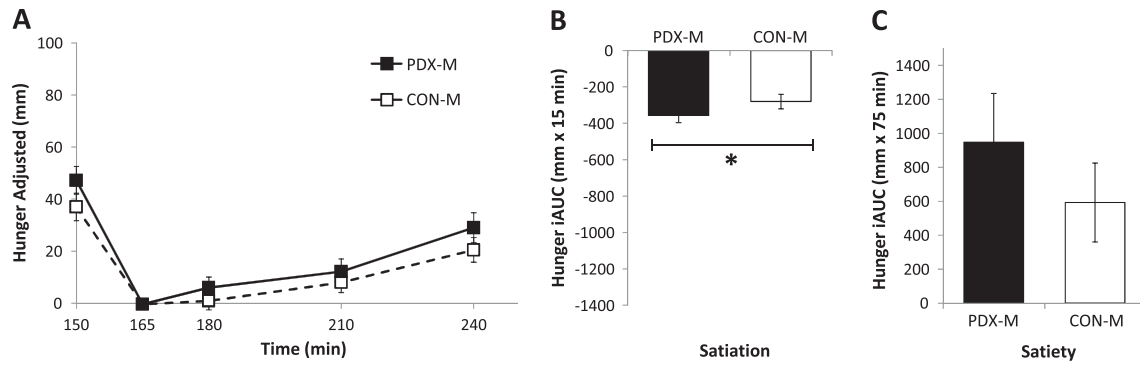 A
Hunger Adjusted (mm)
100
80
60
40
20
0
150
165
180
210
240
Time (min)
PDX-M
CON-M
B
PDX-M
CON-M
Hunger iAUC (mm x 15 min)
0
-200
-400
-600
-800
-1000
-1200
-1400
*
Satiation
C
Hunger iAUC (mm x 75 min)
1400
1200
1000
800
600
400
200
0
PDX-M
CON-M
Satiety